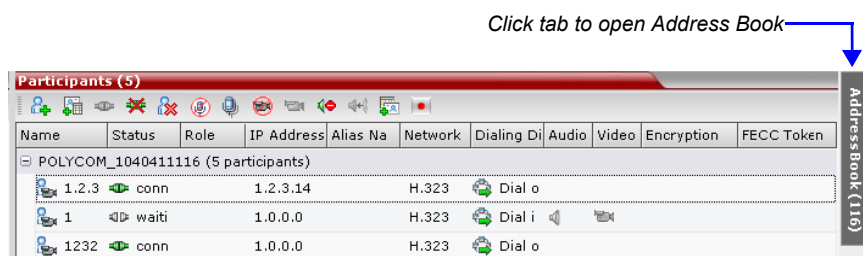 Click tab to open Address Book
Participants (5)
Name Status Role IP Address Alias Na Network Dialing Di Audio Video Encryption FECC Token
POLYCOM_1040411116 (5 participants)
1.2.3 conn 1.2.3.14 H.323 Dial o
1 waiti 1.0.0.0 H.323 Dial i
1232 conn 1.0.0.0 H.323 Dial o
Address Book (116)